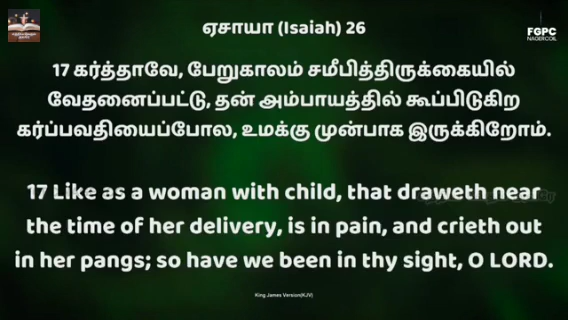 ஏசாயா (Isaiah) 26
FGPC
NAGERCOIL
17 கர்த்தாவே, பேறுகாலம் சமீபித்திருக்கையில்
வேதனைப்பட்டு, தன் அம்பாயத்தில் கூப்பிடுகிற
கர்ப்பவதியைப்போல, உமக்கு முன்பாக இருக்கிறோம்.
17 Like as a woman with child, that draweth near
the time of her delivery, is in pain, and crieth out
in her pangs; so have we been in thy sight, O LORD.
King James Version(KJV)